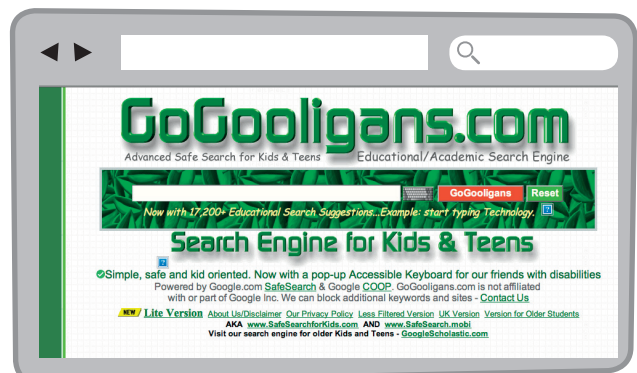 GoGooligans.com
Advanced Safe Search for Kids & Teens Educational/Academic Search Engine
GoGooligans Reset
Now with 17,200+ Educational Search Suggestions...Example: start typing Technology. ?
Search Engine for Kids & Teens
?
Simple, safe and kid oriented. Now with a pop-up Accessible Keyboard for our friends with disabilities
Powered by Google.com SafeSearch & Google COOP. GoGooligans.com is not affiliated
with or part of Google Inc. We can block additional keywords and sites - Contact Us
NEW Lite Version About Us/Disclaimer Our Privacy Policy Less Filtered Version UK Version Version for Older Students
AKA www.SafeSearchforKids.com AND www.SafeSearch.mobi
Visit our search engine for older Kids and Teens - GoogleScholastic.com